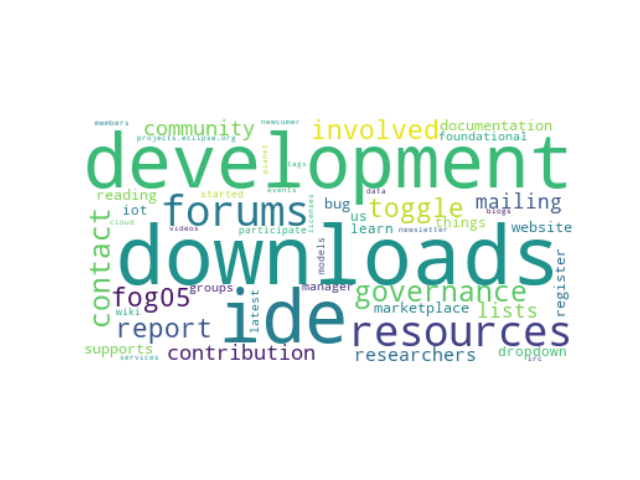 members
newcomer
community
involved
documentation
projects.eclipse.org
foundational
development
planet
tags
reading
started
events
data
iot
forums
licenses
bug
toggle
mailing
blogs
cloud
us
things
contact
videos
participate
learn
newsletter
website
downloads
models
register
fog05
groups
manager
governance
wiki
latest
ide
marketplace
lists
report
resources
supports
contribution
researchers
dropdown
services
irc